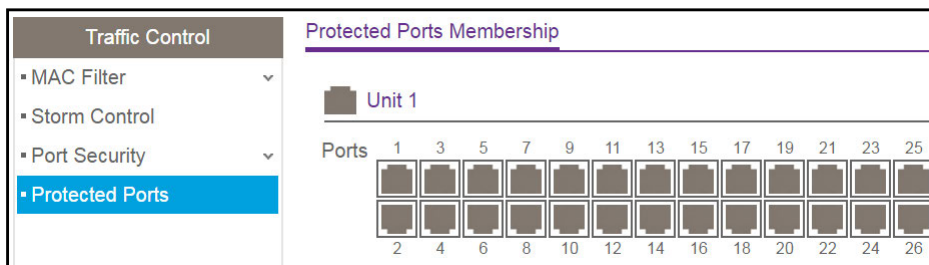 Traffic Control
MAC Filter
Storm Control
Port Security
Protected Ports
Protected Ports Membership
Unit 1
Ports 1 3 5 7 9 11 13 15 17 19 21 23 25
2 4 6 8 10 12 14 16 18 20 22 24 26